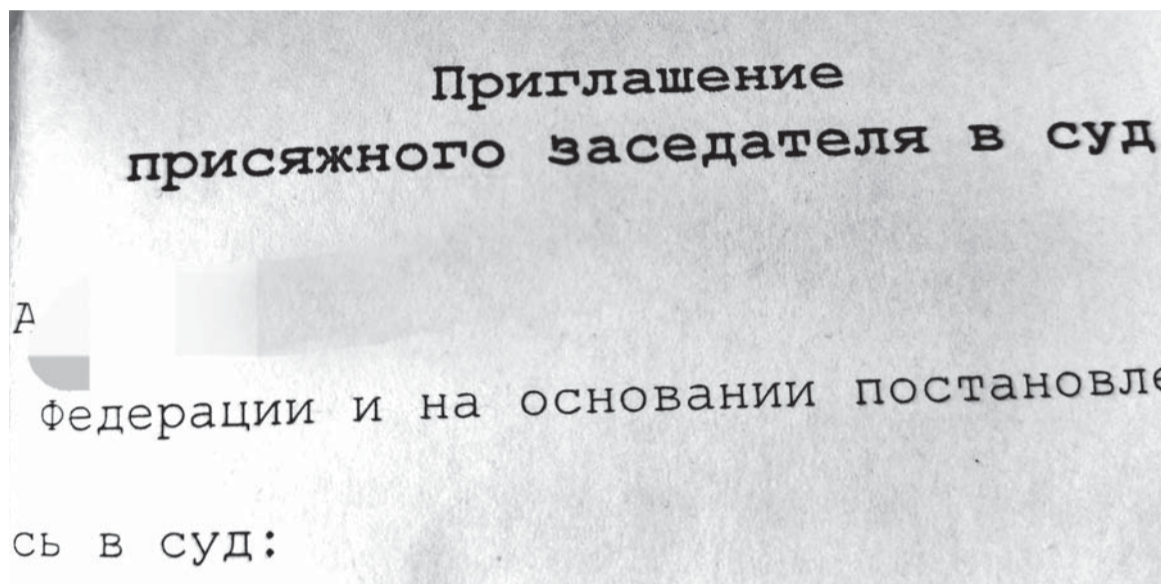 Приглашение
присяжного заседателя в суд
А
Федерации и на основании постановле
сь в суд: